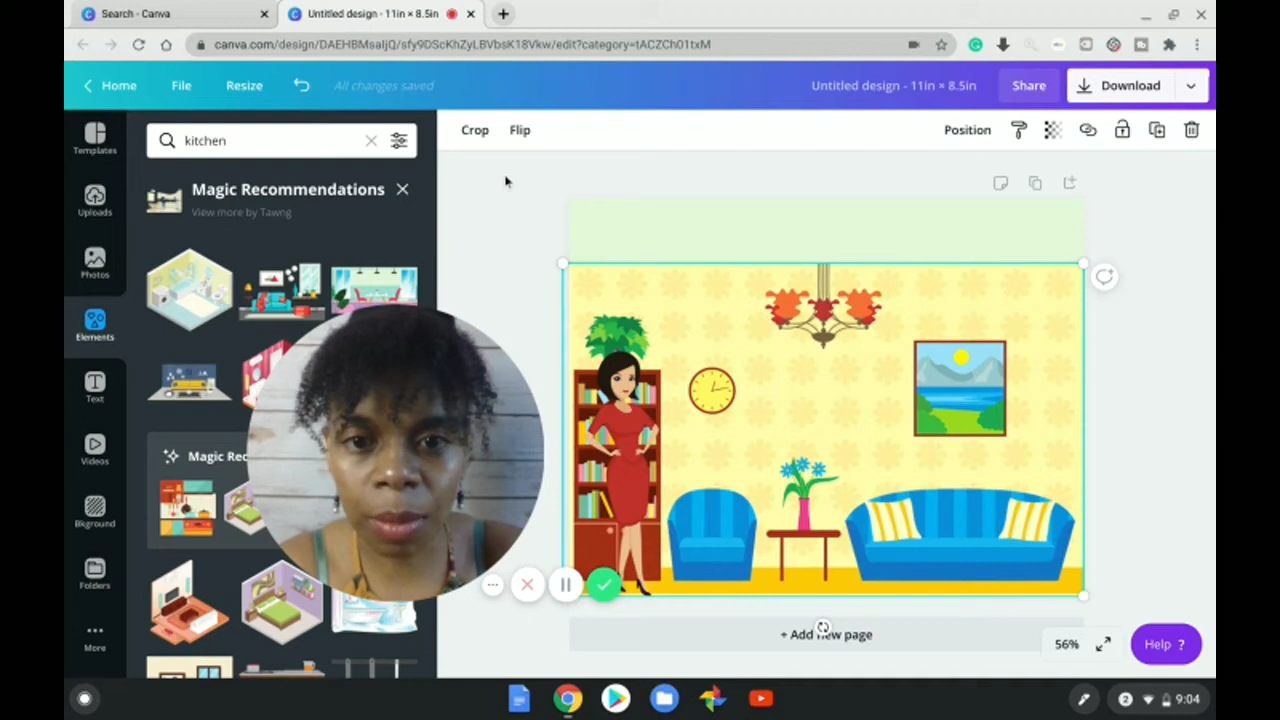 Search - Canva
Untitled design - 11in × 8.5in
canva.com/design/DAEHBMsaljQ/sfy9DScKhZyLBVbsK18Vkw/edit?category=tACZCh01txM
Home
File
Resize
All changes saved
Untitled design - 11in × 8.5in
Share
Download
Templates
Uploads
Photos
Elements
Text
Videos
Bkground
Folders
More
kitchen
Magic Recommendations
View more by Tawng
Magic Rec
Crop
Flip
Position
+ Add new page
56%
Help ?
2
9:04